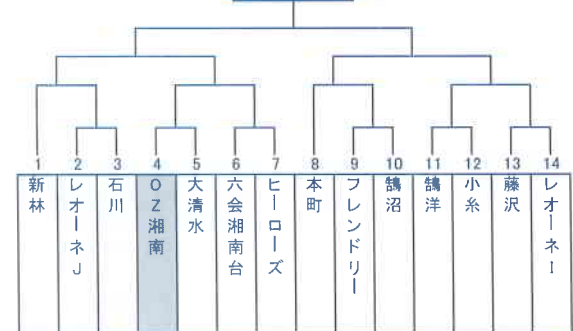 1 2 3 4 5 6 7 8 9 10 11 12 13 14
新林
レオーネJ
石川
OZ湘南
大清水
六会湘南台
ヒーローズ
本町
フレンドリー
鵠沼
鵠洋
小糸
藤沢
レオーネI